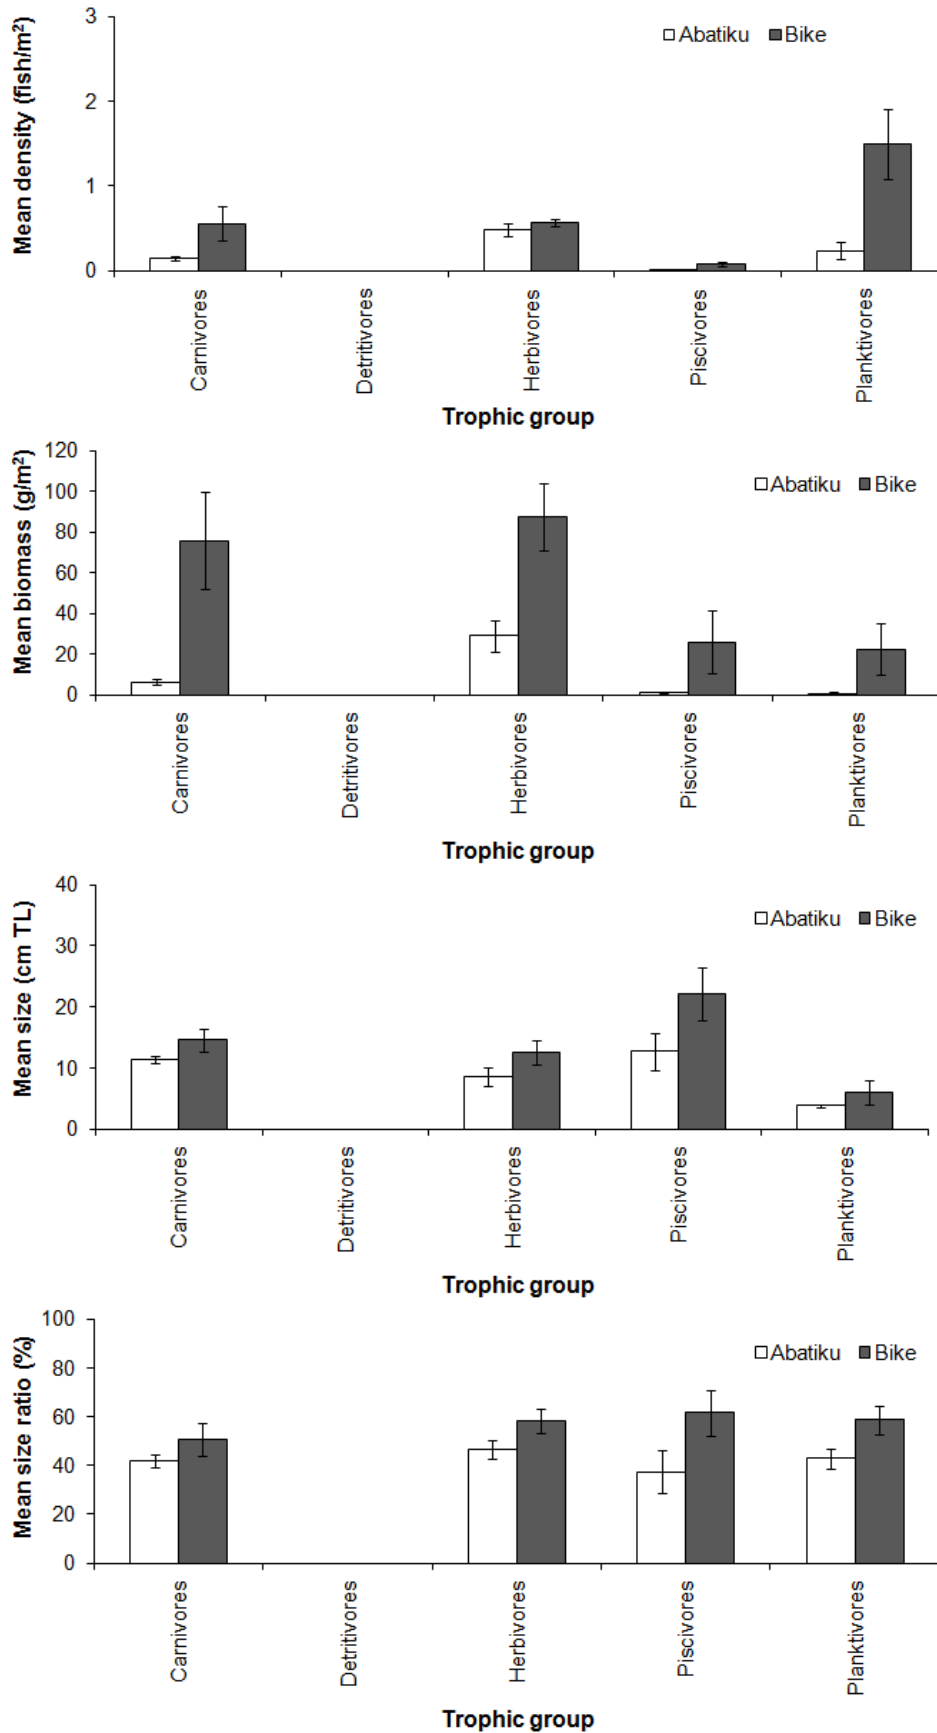 Mean density (fish/m²)
3
2
1
0
Abatiku Bike
Carnivores
Detritivores
Herbivores
Piscivores
Planktivores
Trophic group
Mean biomass (g/m²)
120
100
80
60
40
20
0
Abatiku Bike
Carnivores
Detritivores
Herbivores
Piscivores
Planktivores
Trophic group
Mean size (cm TL)
40
30
20
10
0
Abatiku Bike
Carnivores
Detritivores
Herbivores
Piscivores
Planktivores
Trophic group
Mean size ratio (%)
100
80
60
40
20
0
Abatiku Bike
Carnivores
Detritivores
Herbivores
Piscivores
Planktivores
Trophic group